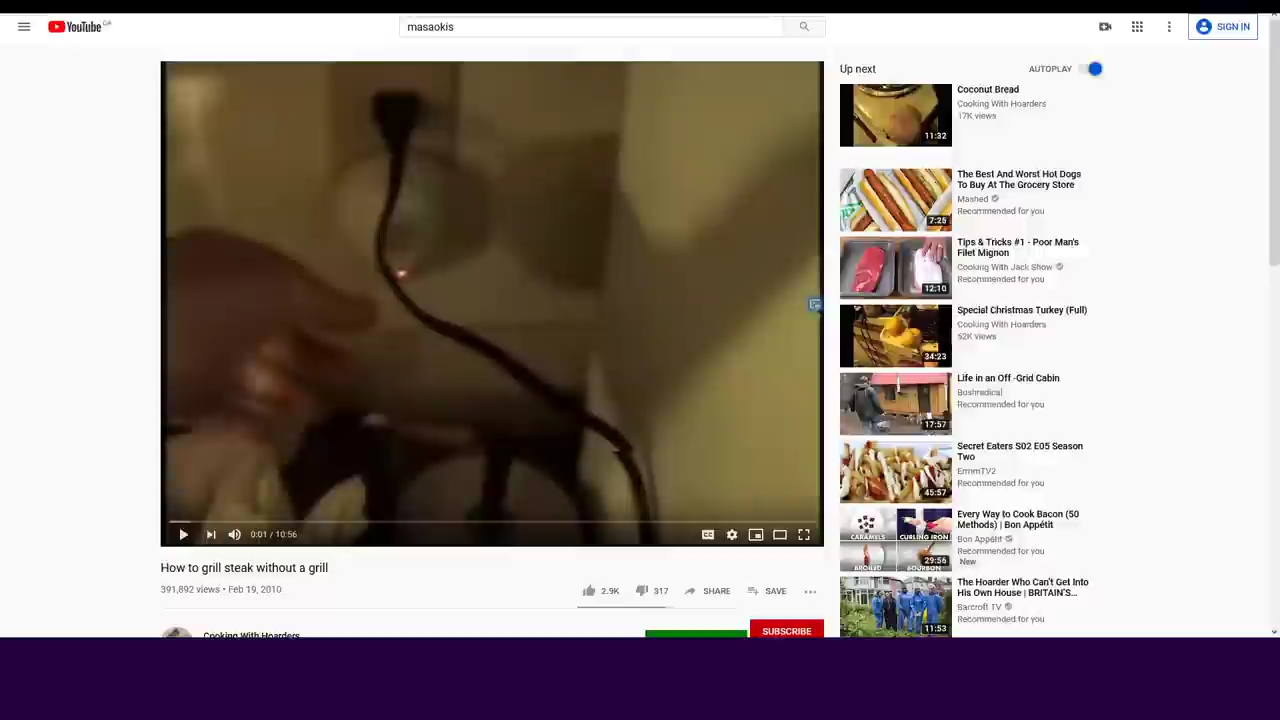 YouTube CA
masaokis
SIGN IN
Up next
AUTOPLAY
Coconut Bread
Cooking With Hoarders
17K views
11:32
The Best And Worst Hot Dogs
To Buy At The Grocery Store
Mashed
Recommended for you
7:25
Tips & Tricks #1 - Poor Man's
Filet Mignon
Cooking With Jack Show
Recommended for you
12:10
Special Christmas Turkey (Full)
Cooking With Hoarders
52K views
34:23
Life in an Off -Grid Cabin
Bushradical
Recommended for you
17:57
Secret Eaters S02 E05 Season
Two
ErmmTV2
Recommended for you
45:57
Every Way to Cook Bacon (50
Methods) | Bon Appétit
Bon Appétit
Recommended for you
New
CARAMELS
CURLING IRON
BROILED
BOURBON
29:56
The Hoarder Who Can't Get Into
His Own House | BRITAIN'S...
Barcroft TV
Recommended for you
11:53
0:01 / 10:56
How to grill steak without a grill
391,892 views • Feb 19, 2010
2.9K
317
SHARE
SAVE
Cooking With Hoarders
SUBSCRIBE